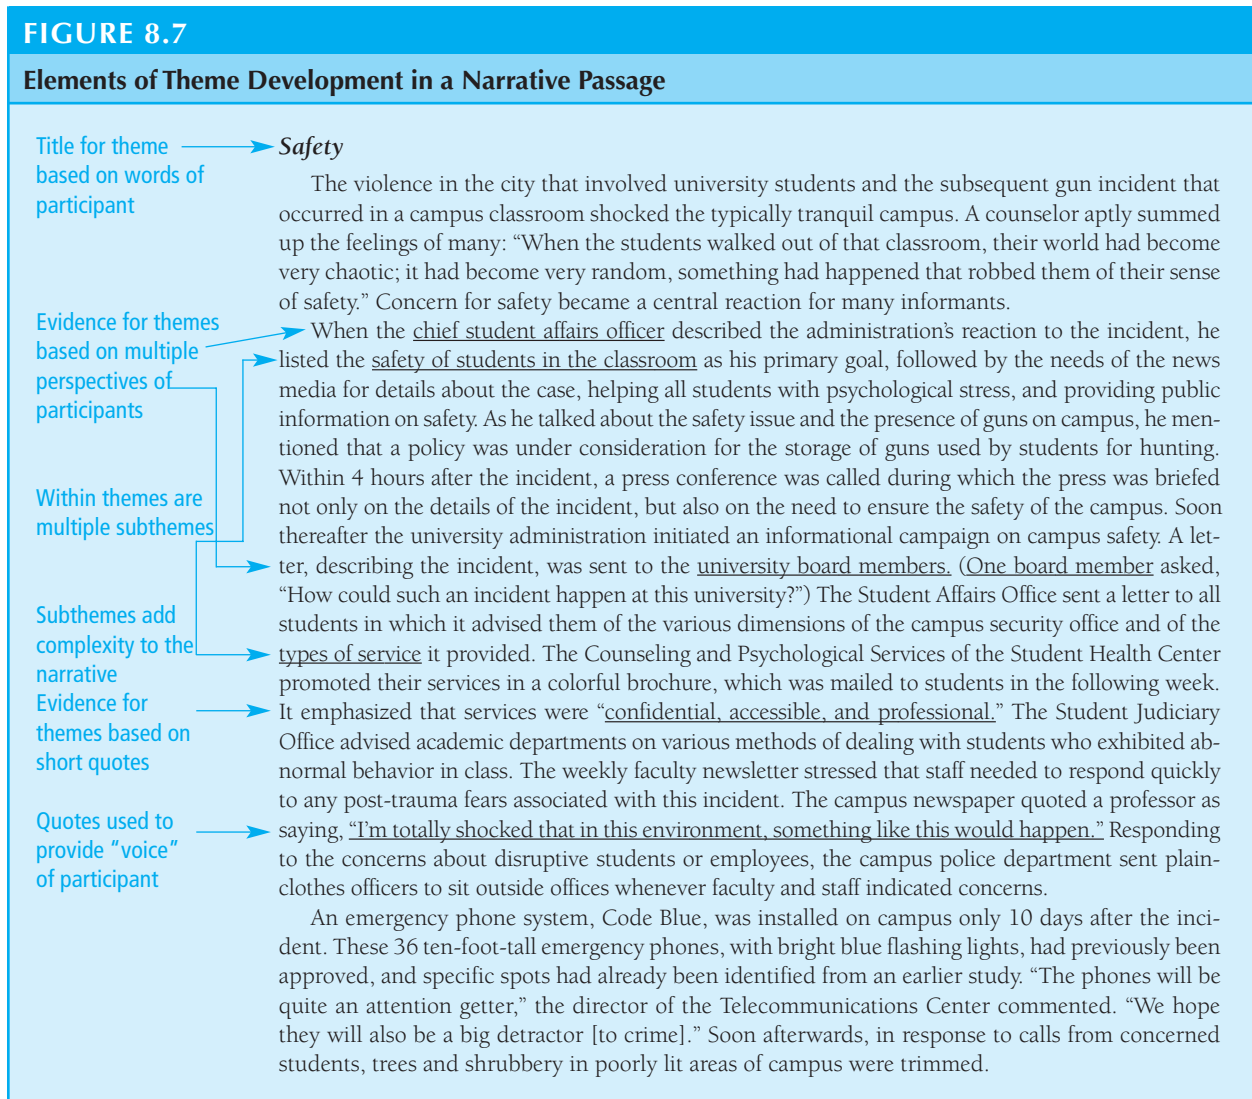 FIGURE 8.7
Elements of Theme Development in a Narrative Passage
Title for theme
based on words of
participant
Evidence for themes
based on multiple
perspectives of
participants
Within themes are
multiple subthemes
Subthemes add
complexity to the
narrative
Evidence for
themes based on
short quotes
Quotes used to
provide “voice”
of participant
Safety
The violence in the city that involved university students and the subsequent gun incident that
occurred in a campus classroom shocked the typically tranquil campus. A counselor aptly summed
up the feelings of many: “When the students walked out of that classroom, their world had become
very chaotic; it had become very random, something had happened that robbed them of their sense
of safety.” Concern for safety became a central reaction for many informants.
When the chief student affairs officer described the administration’s reaction to the incident, he
listed the safety of students in the classroom as his primary goal, followed by the needs of the news
media for details about the case, helping all students with psychological stress, and providing public
information on safety. As he talked about the safety issue and the presence of guns on campus, he men-
tioned that a policy was under consideration for the storage of guns used by students for hunting.
Within 4 hours after the incident, a press conference was called during which the press was briefed
not only on the details of the incident, but also on the need to ensure the safety of the campus. Soon
thereafter the university administration initiated an informational campaign on campus safety. A let-
ter, describing the incident, was sent to the university board members. (One board member asked,
“How could such an incident happen at this university?”) The Student Affairs Office sent a letter to all
students in which it advised them of the various dimensions of the campus security office and of the
types of service it provided. The Counseling and Psychological Services of the Student Health Center
promoted their services in a colorful brochure, which was mailed to students in the following week.
It emphasized that services were “confidential, accessible, and professional.” The Student Judiciary
Office advised academic departments on various methods of dealing with students who exhibited ab-
normal behavior in class. The weekly faculty newsletter stressed that staff needed to respond quickly
to any post-trauma fears associated with this incident. The campus newspaper quoted a professor as
saying, “I’m totally shocked that in this environment, something like this would happen.” Responding
to the concerns about disruptive students or employees, the campus police department sent plain-
clothes officers to sit outside offices whenever faculty and staff indicated concerns.
An emergency phone system, Code Blue, was installed on campus only 10 days after the inci-
dent. These 36 ten-foot-tall emergency phones, with bright blue flashing lights, had previously been
approved, and specific spots had already been identified from an earlier study. “The phones will be
quite an attention getter,” the director of the Telecommunications Center commented. “We hope
they will also be a big detractor [to crime].” Soon afterwards, in response to calls from concerned
students, trees and shrubbery in poorly lit areas of campus were trimmed.